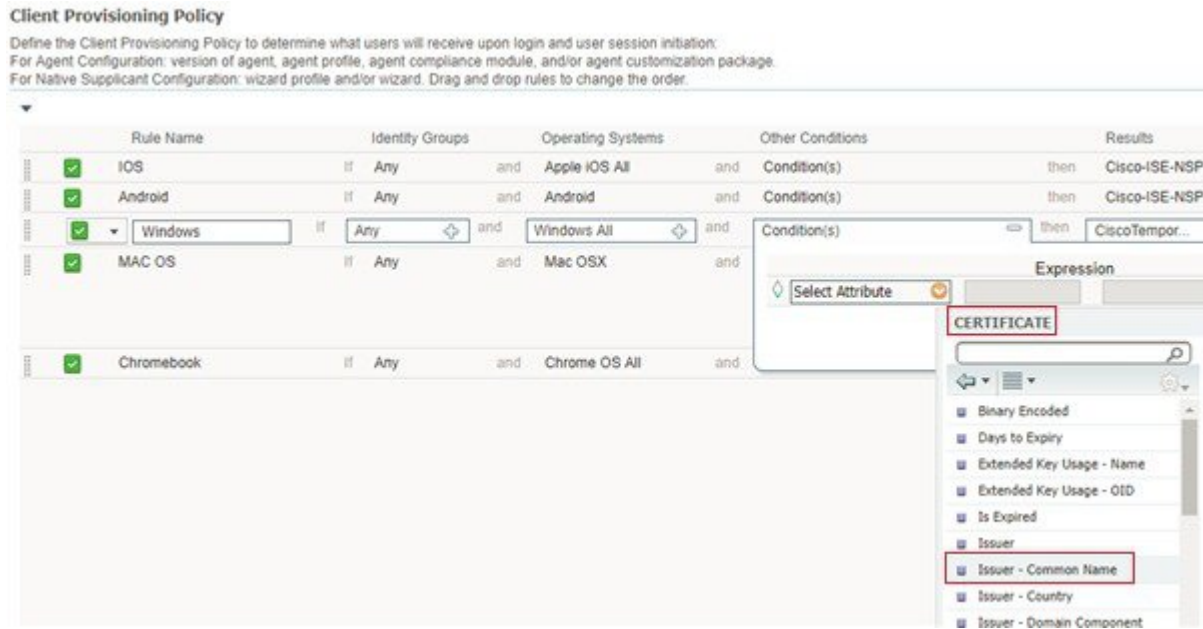 Client Provisioning Policy
Define the Client Provisioning Policy to determine what users will receive upon login and user session initiation:
For Agent Configuration: version of agent, agent profile, agent compliance module, and/or agent customization package.
For Native Supplicant Configuration: wizard profile and/or wizard. Drag and drop rules to change the order.
Rule Name Identity Groups Operating Systems Other Conditions Results
IOS If Any and Apple iOS All and Condition(s) then Cisco-ISE-NSP
Android If Any and Android and Condition(s) then Cisco-ISE-NSP
Windows If Any and Windows All and Condition(s) then CiscoTempor...
MAC OS If Any and Mac OSX and
Expression
Select Attribute
CERTIFICATE
Chromebook If Any and Chrome OS All and
Binary Encoded
Days to Expiry
Extended Key Usage - Name
Extended Key Usage - OID
Is Expired
Issuer
Issuer - Common Name
Issuer - Country
Issuer - Domain Component